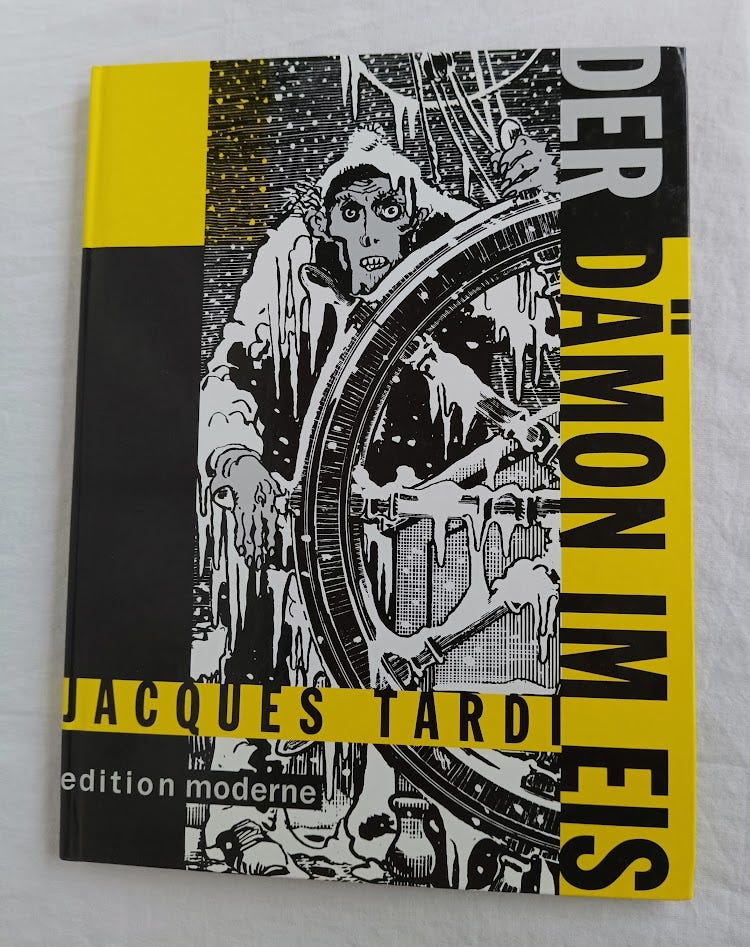 DER DÄMON IM EIS
JACQUES TARDI
edition moderne